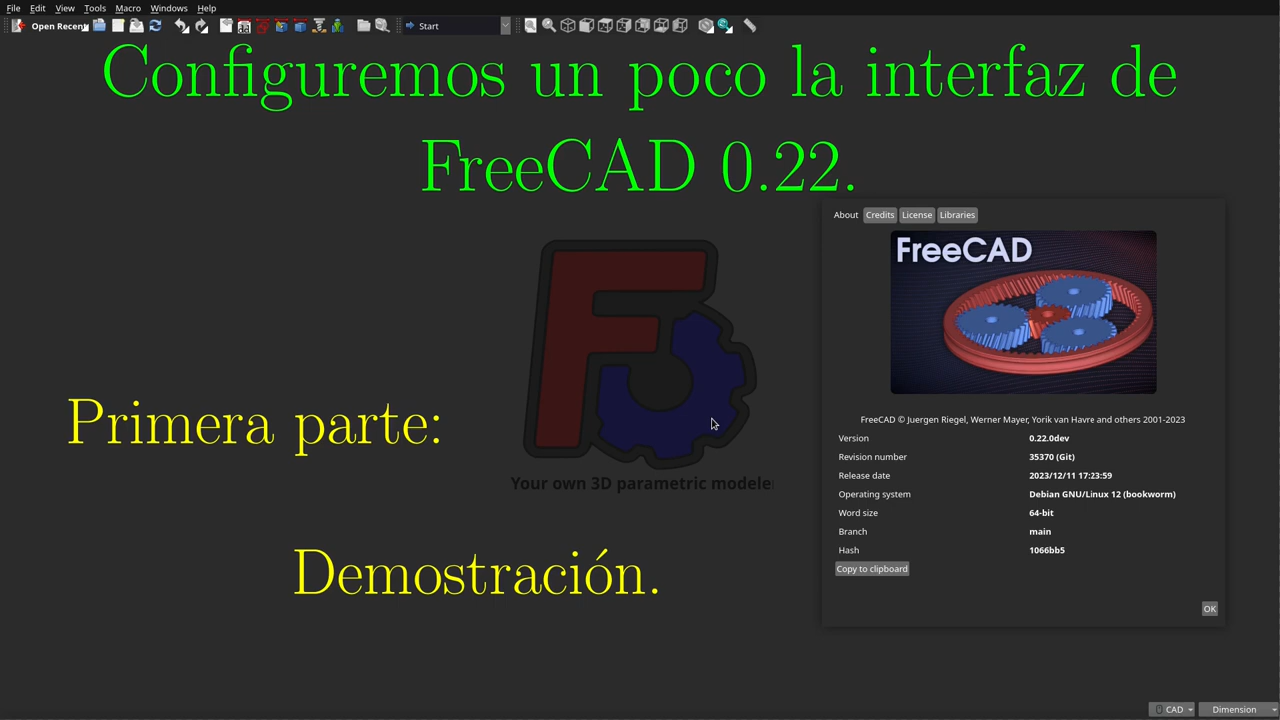 File Edit View Tools Macro Windows Help
Open Recent
Start
Configuremos un poco la interfaz de
FreeCAD 0.22.
About Credits License Libraries
FreeCAD
Primera parte:
Your own 3D parametric modeler
FreeCAD © Juergen Riegel, Werner Mayer, Yorik van Havre and others 2001-2023
Version 0.22.0dev
Revision number 35370 (Git)
Release date 2023/12/11 17:23:59
Operating system Debian GNU/Linux 12 (bookworm)
Word size 64-bit
Branch main
Hash 1066bb5
Copy to clipboard
Demostración.
OK
CAD Dimension